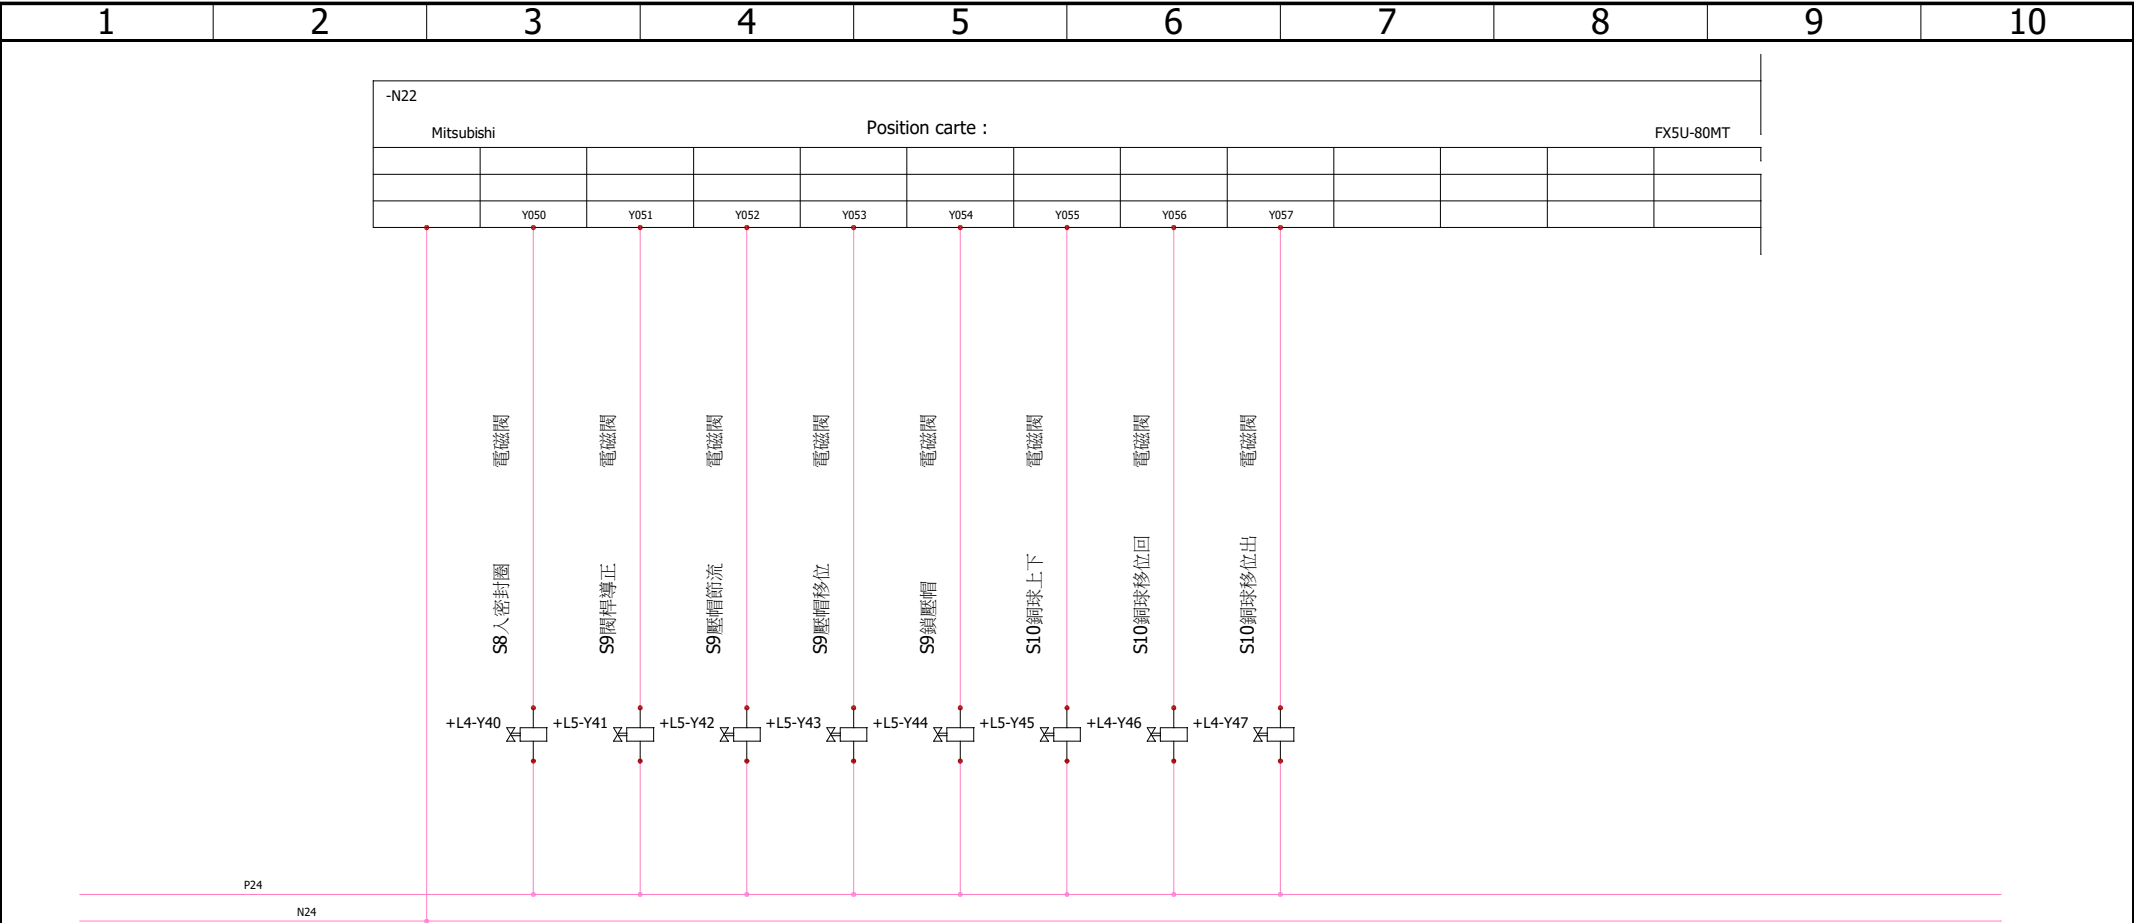 1 2 3 4 5 6 7 8 9 10
-N22
Mitsubishi Position carte : FX5U-80MT
Y050 Y051 Y052 Y053 Y054 Y055 Y056 Y057
電磁閥 電磁閥 電磁閥 電磁閥 電磁閥 電磁閥 電磁閥 電磁閥
S8入密封圈
S9閥桿導正
S9壓帽節流
S9壓帽移位
S9鎖壓帽
S10銅球上下
S10銅球移位回
S10銅球移位出
+L4-Y40 +L5-Y41 +L5-Y42 +L5-Y43 +L5-Y44 +L5-Y45 +L4-Y46 +L4-Y47
P24
N24